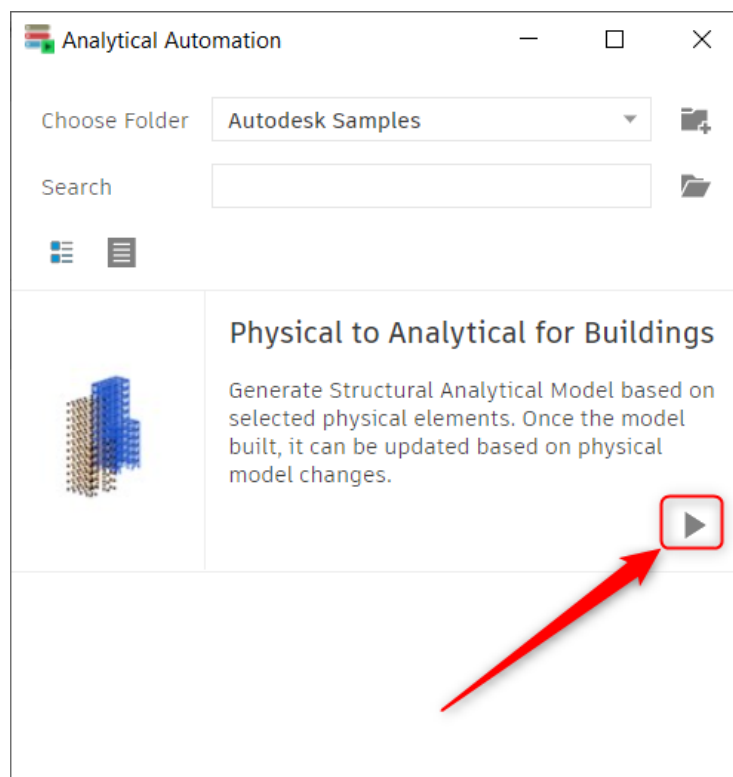 Analytical Automation
Choose Folder
Autodesk Samples
Search
Physical to Analytical for Buildings
Generate Structural Analytical Model based on
selected physical elements. Once the model
built, it can be updated based on physical
model changes.